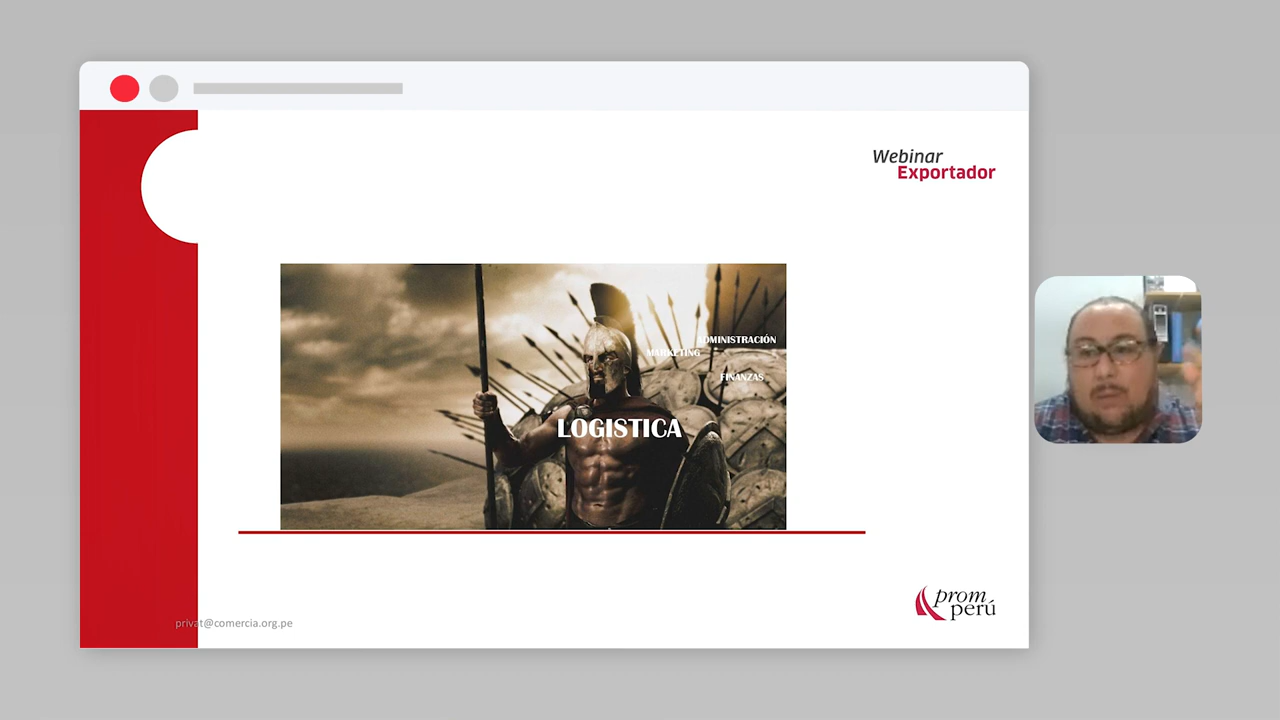 Webinar
Exportador
ADMINISTRACIÓN
MARKETING
FINANZAS
LOGISTICA
prom
perú
privat@comercia.org.pe